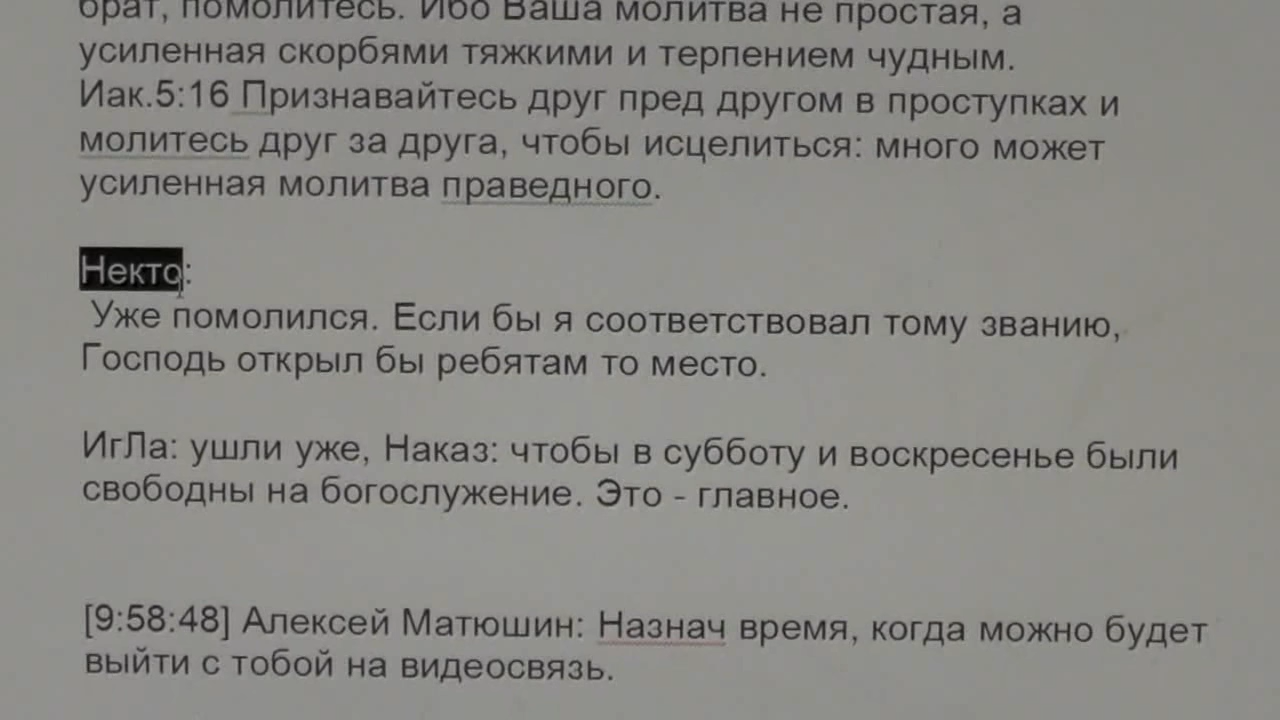 брат, помолитесь. Ибо Ваша молитва не простая, а
усиленная скорбями тяжкими и терпением чудным.
Иак.5:16 Признавайтесь друг пред другом в проступках и
молитесь друг за друга, чтобы исцелиться: много может
усиленная молитва праведного.
Некто:
Уже помолился. Если бы я соответствовал тому званию,
Господь открыл бы ребятам то место.
ИгЛа: ушли уже, Наказ: чтобы в субботу и воскресенье были
свободны на богослужение. Это - главное.
[9:58:48] Алексей Матюшин: Назнач время, когда можно будет
выйти с тобой на видеосвязь.